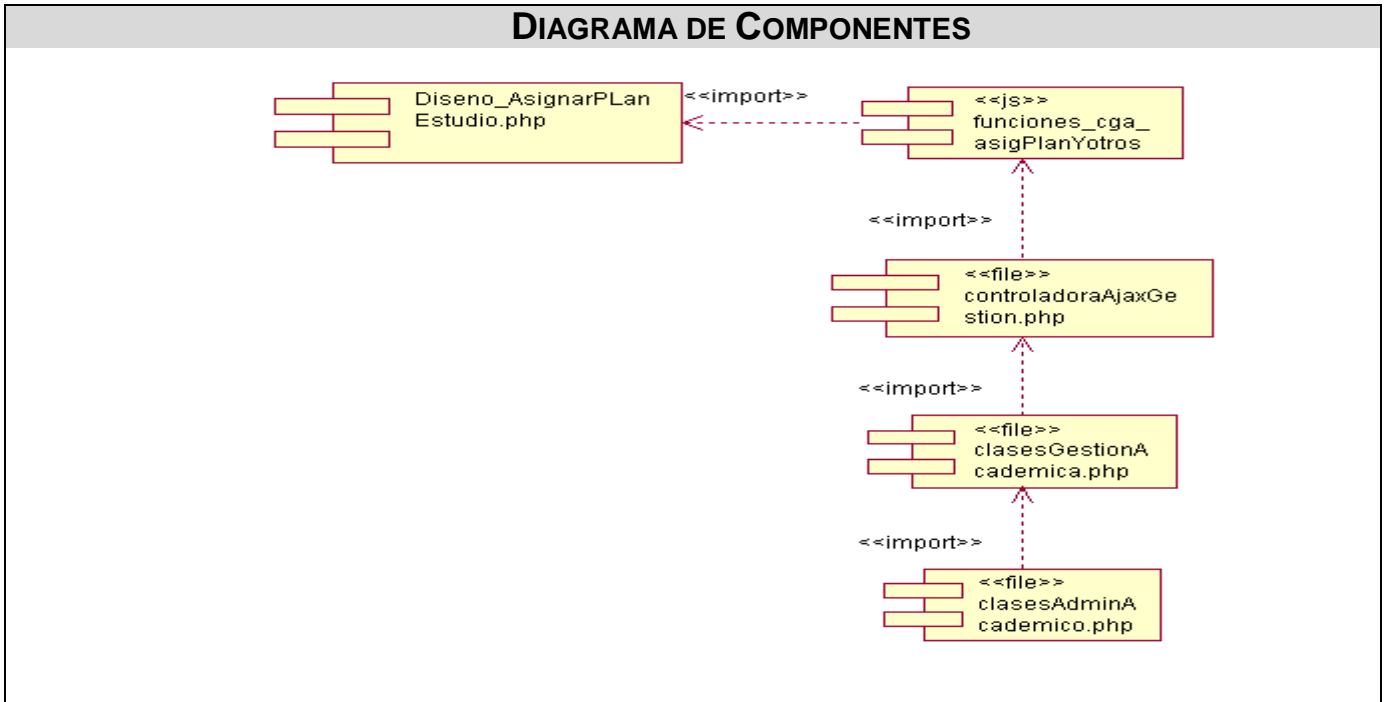 DIAGRAMA DE COMPONENTES
Diseno_AsignarPLan
Estudio.php
<<import>>
<<js>>
funciones_cga_
asigPlanYotros
<<import>>
<<file>>
controladoraAjaxGe
stion.php
<<import>>
<<file>>
clasesGestionA
cademica.php
<<import>>
<<file>>
clasesAdminA
cademico.php